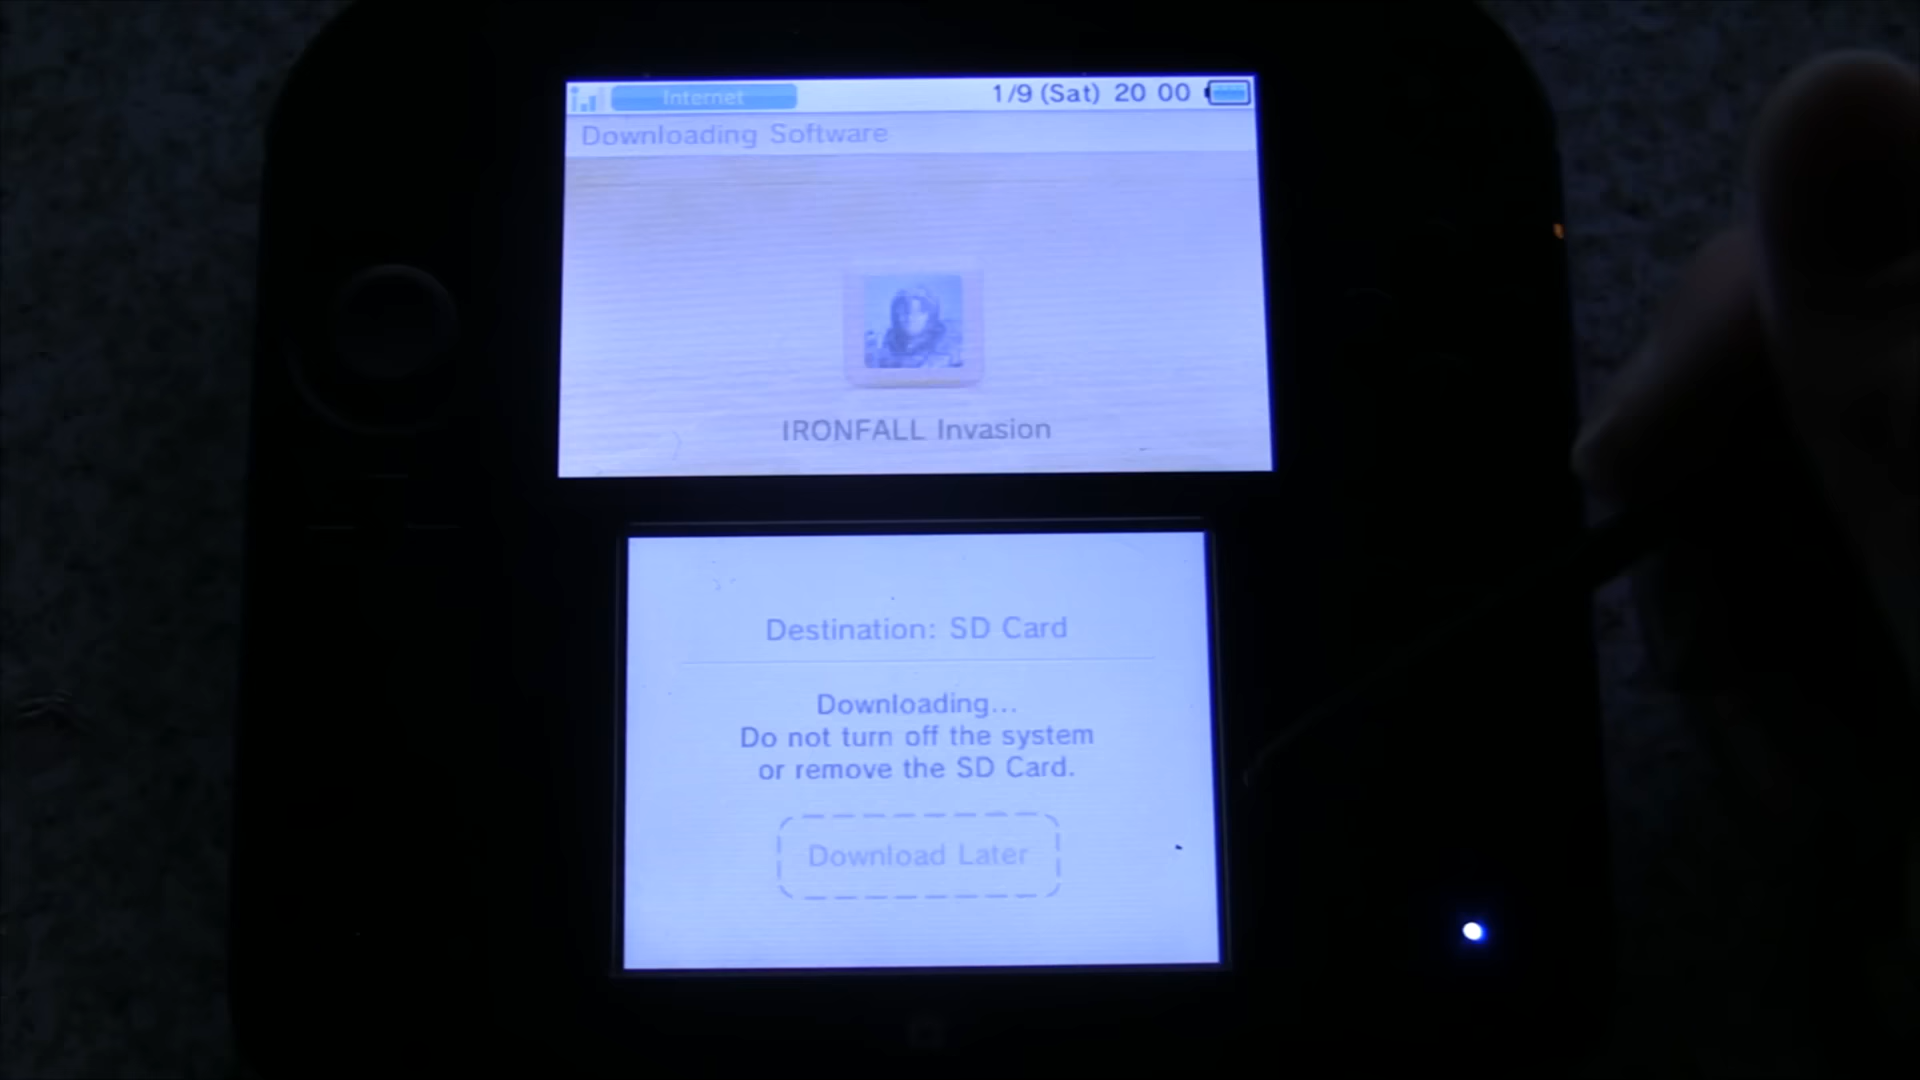 Internet
1/9 (Sat) 20 00
Downloading Software
IRONFALL Invasion
Destination: SD Card
Downloading...
Do not turn off the system
or remove the SD Card.
Download Later